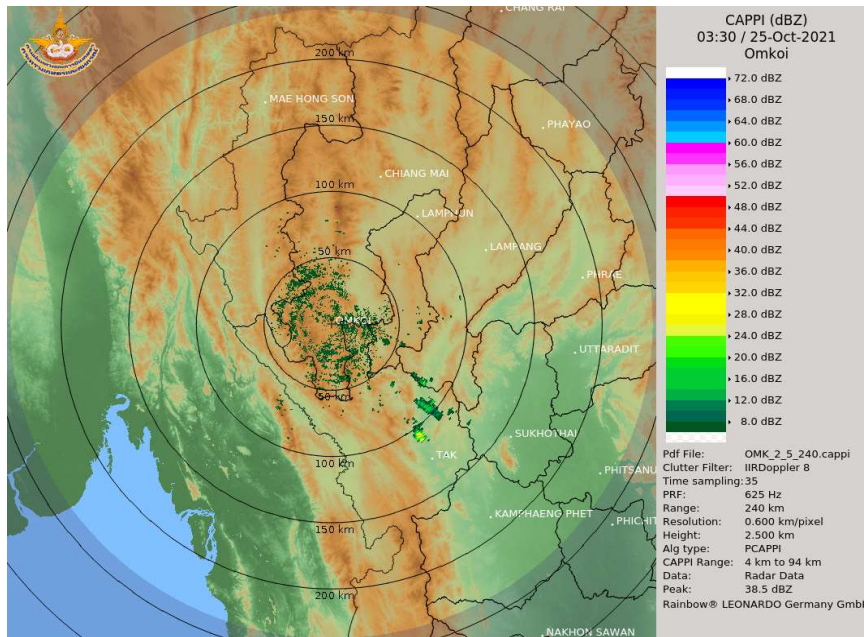 CHANG RAI
200 km
MAE HONG SON
150 km
PHAYAO
CHIANG MAI
100 km
LAMPHUN
LAMPANG
50 km
PHRAE
OMKOI
UTTARADIT
50 km
SUKHOTHAI
100 km
TAK
PHITSANU
KAMPHAENG PHET
PHICHIT
150 km
200 km
NAKHON SAWAN
CAPPI (dBZ)
03:30 / 25-Oct-2021
Omkoi
72.0 dBZ
68.0 dBZ
64.0 dBZ
60.0 dBZ
56.0 dBZ
52.0 dBZ
48.0 dBZ
44.0 dBZ
40.0 dBZ
36.0 dBZ
32.0 dBZ
28.0 dBZ
24.0 dBZ
20.0 dBZ
16.0 dBZ
12.0 dBZ
8.0 dBZ
Pdf File: OMK_2_5_240.cappi
Clutter Filter: IIRDoppler 8
Time sampling: 35
PRF: 625 Hz
Range: 240 km
Resolution: 0.600 km/pixel
Height: 2.500 km
Alg type: PCAPPI
CAPPI Range: 4 km to 94 km
Data: Radar Data
Peak: 38.5 dBZ
Rainbow® LEONARDO Germany GmbH